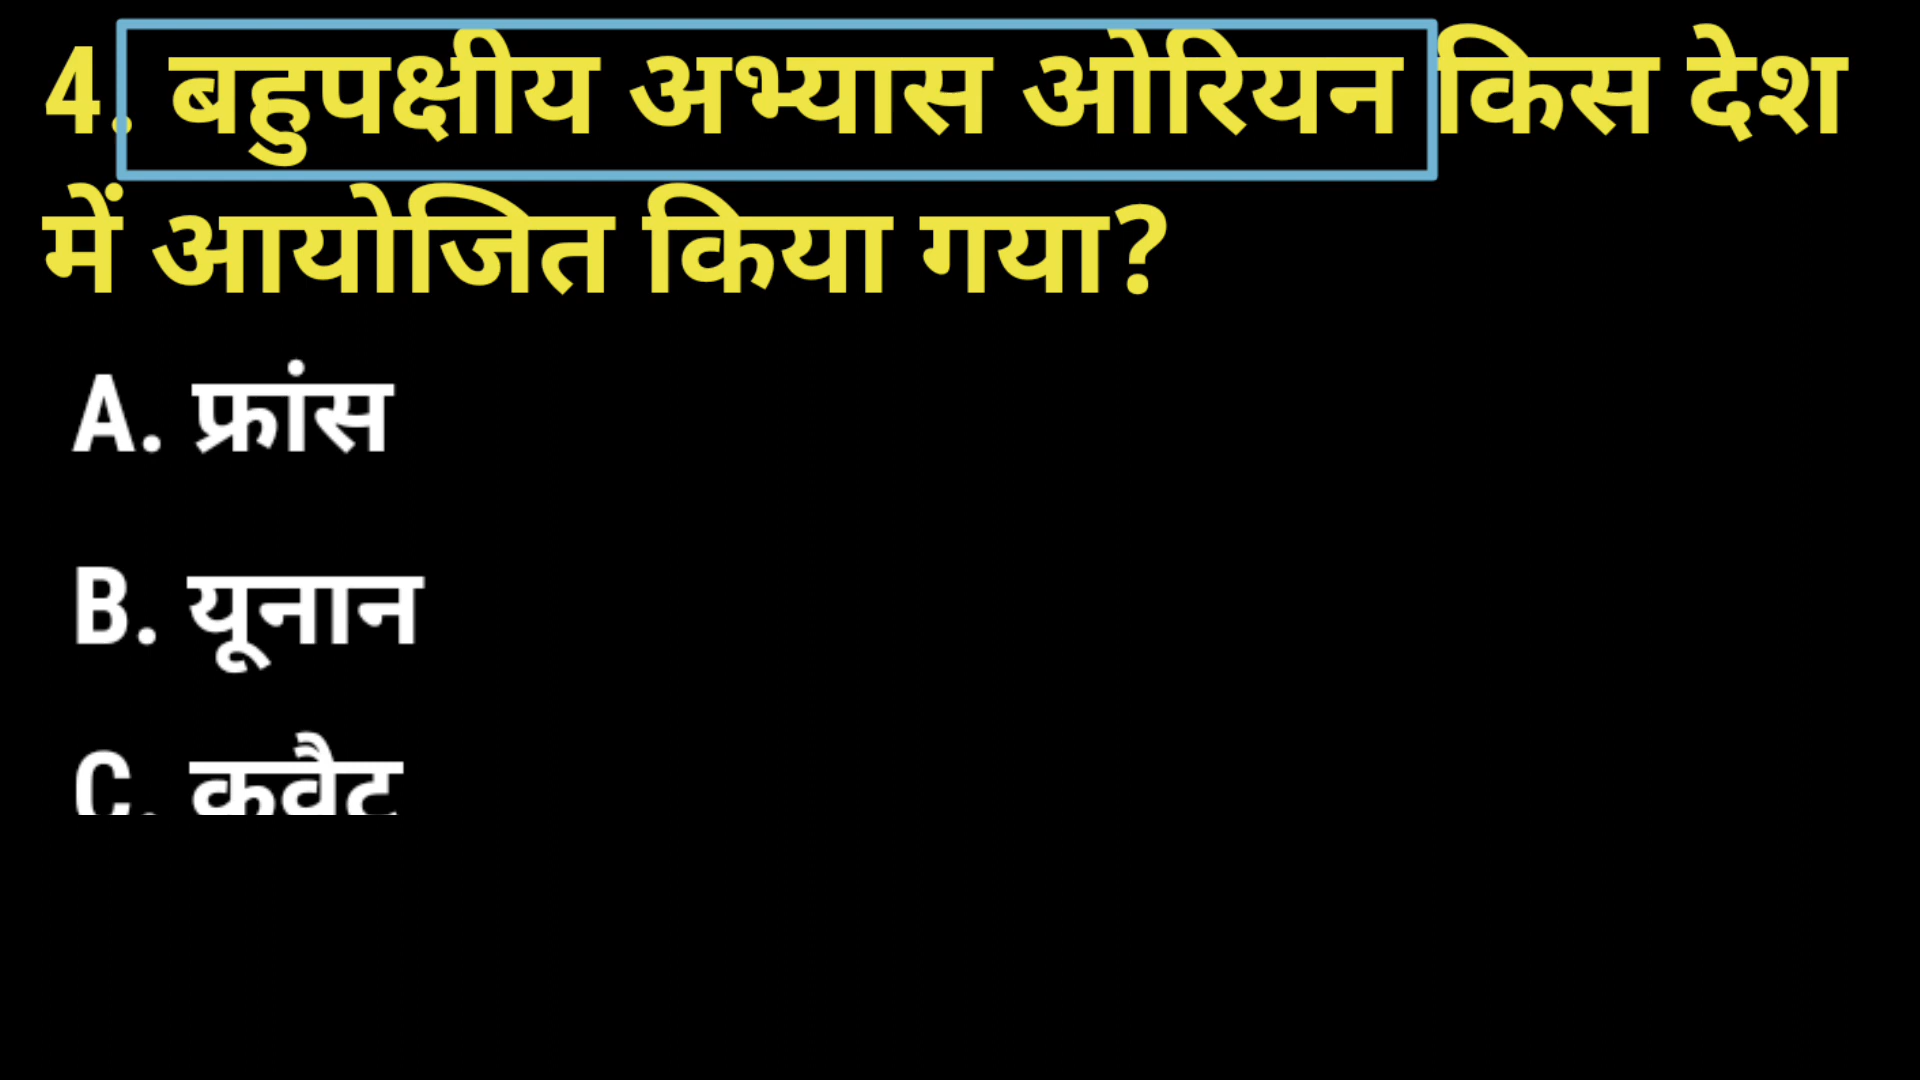 4. बहुपक्षीय अभ्यास ओरियन किस देश
में आयोजित किया गया?
A. फ्रांस
B. यूनान
C.